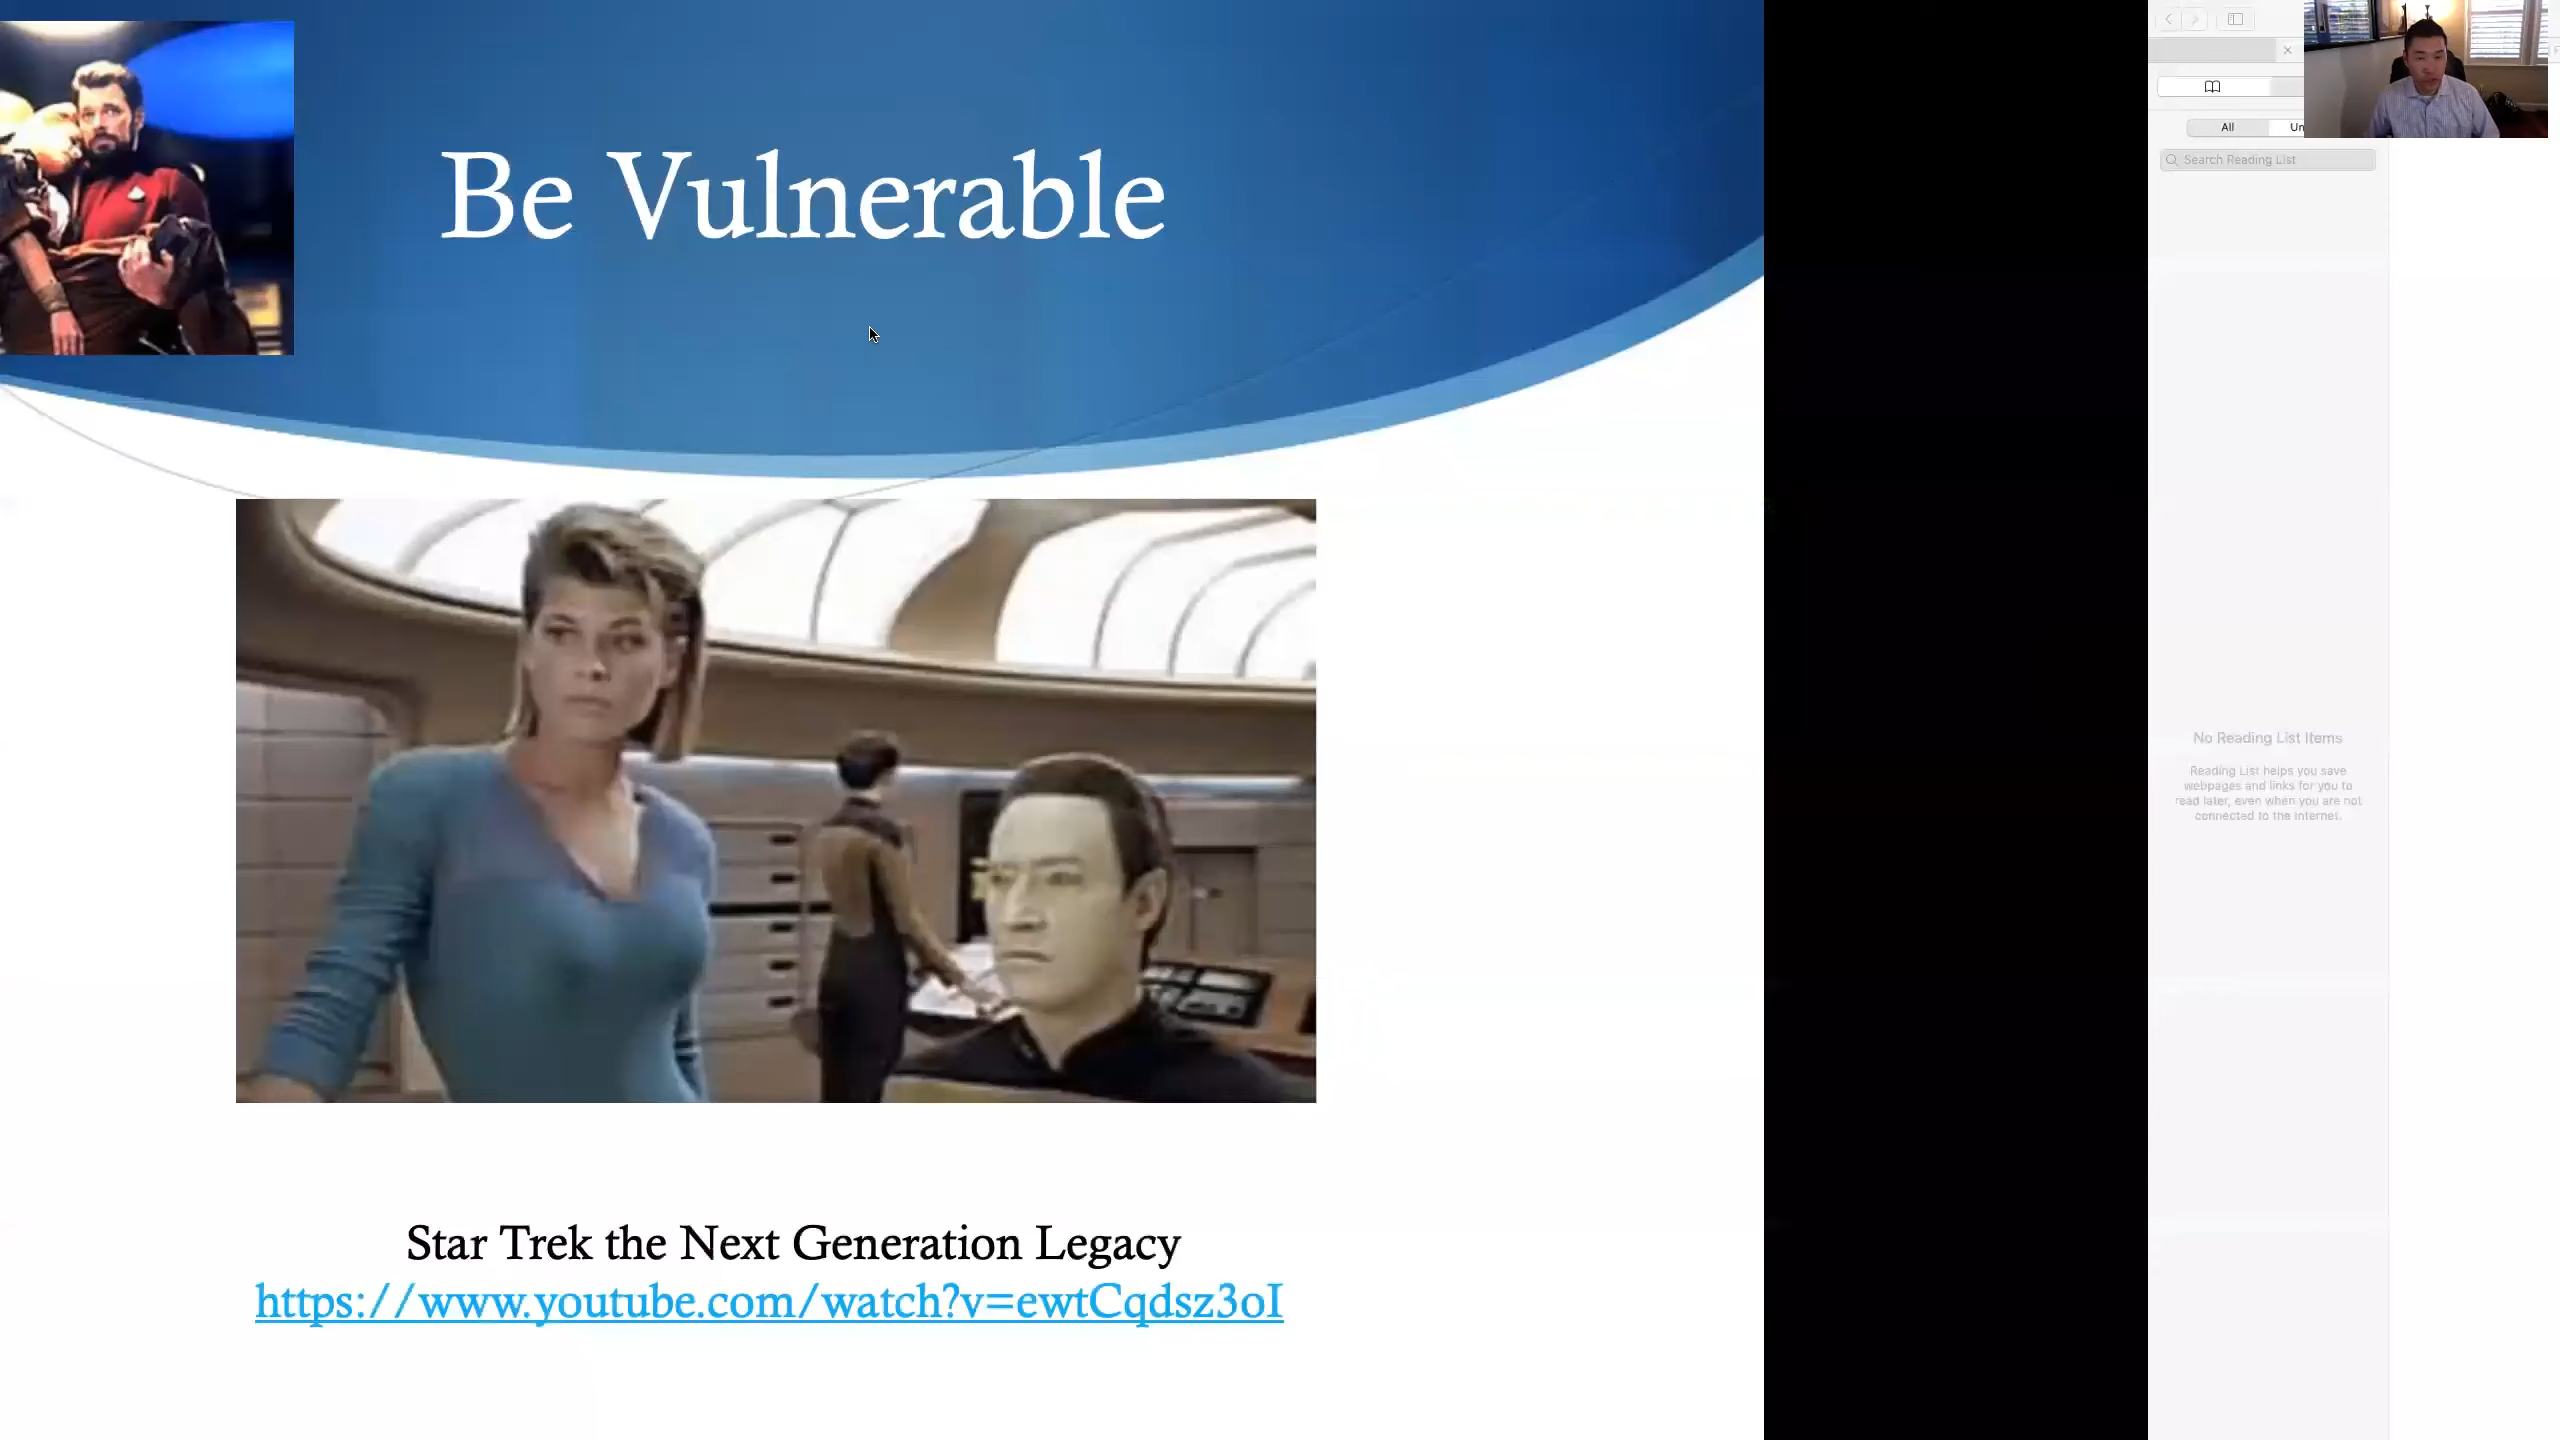 Be Vulnerable
Star Trek the Next Generation Legacy
https://www.youtube.com/watch?v=ewtCqdsz3oI
All
Un
Search Reading List
No Reading List Items
Reading List helps you save
webpages and links for you to
read later, even when you are not
connected to the Internet.